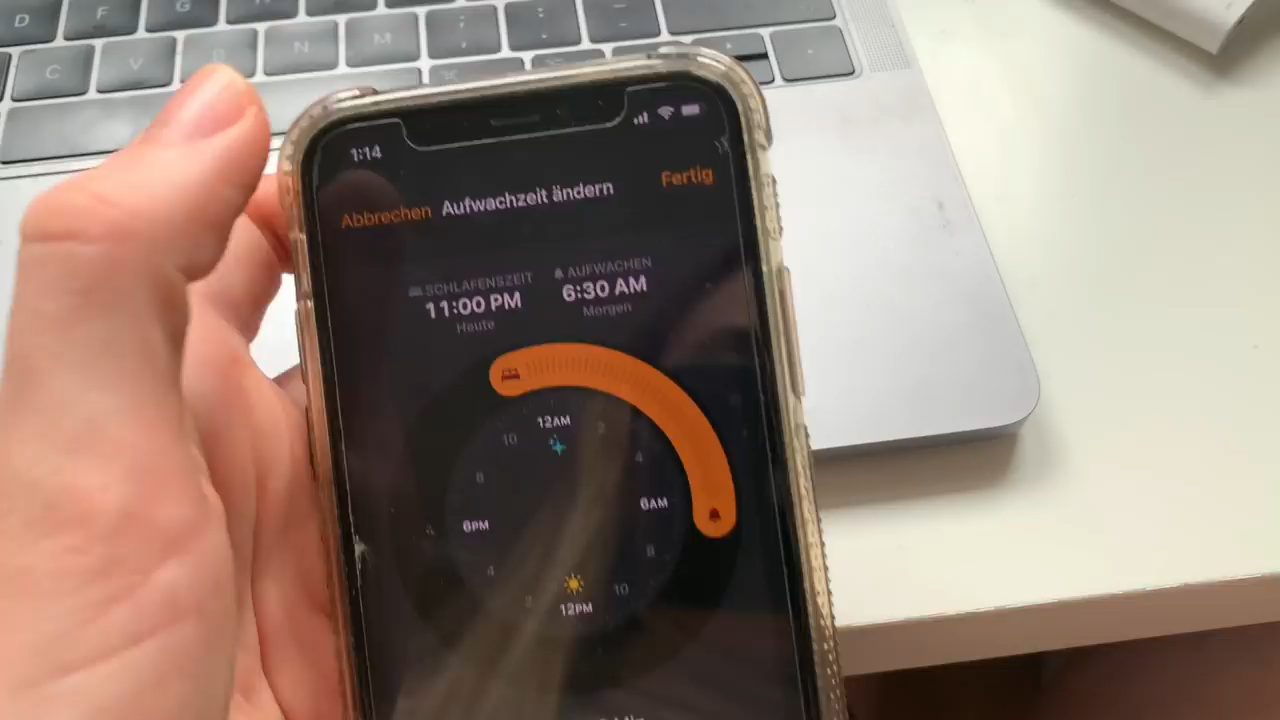 D F G
C V B N M ; : _ -
1:14
Abbrechen Aufwachzeit ändern Fertig
SCHLAFENSZEIT AUFWACHEN
11:00 PM 6:30 AM
Heute Morgen
12AM
10 2
8 4
6PM 6AM
4 8
2 10
12PM